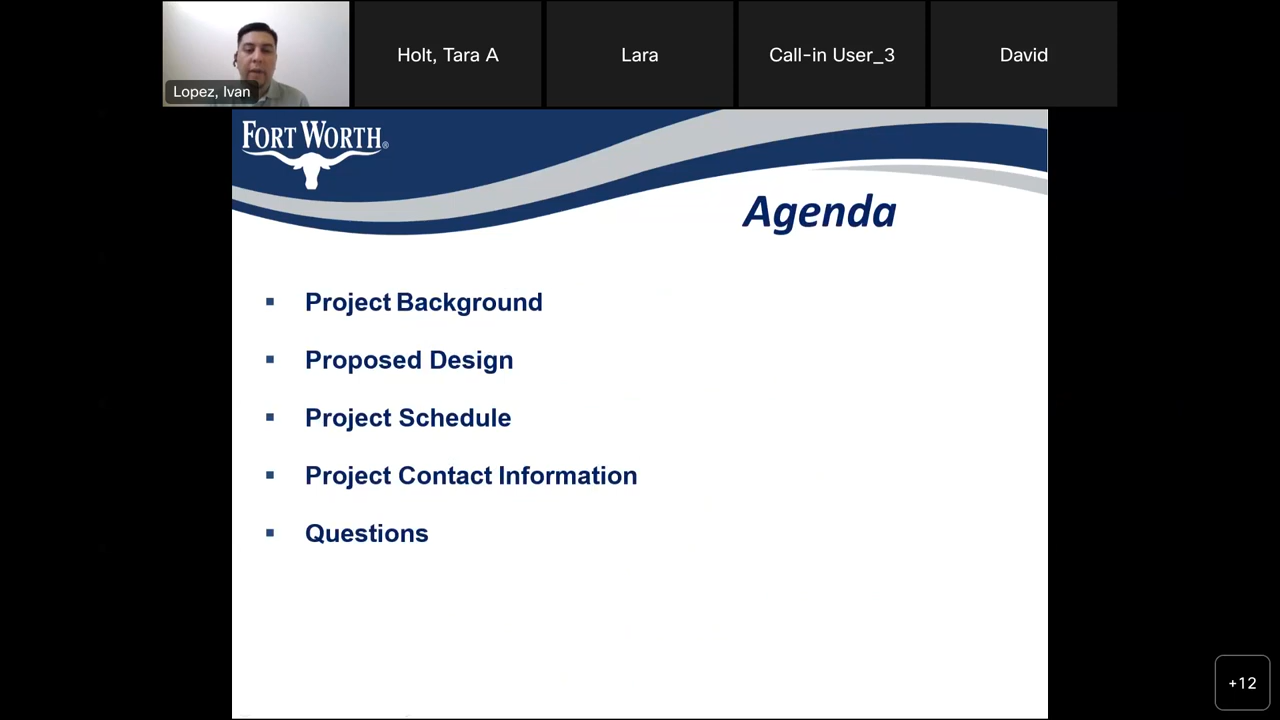 Lopez, Ivan
Holt, Tara A
Lara
Call-in User_3
David
FORT WORTH®
Agenda
▪ Project Background
▪ Proposed Design
▪ Project Schedule
▪ Project Contact Information
▪ Questions
+12